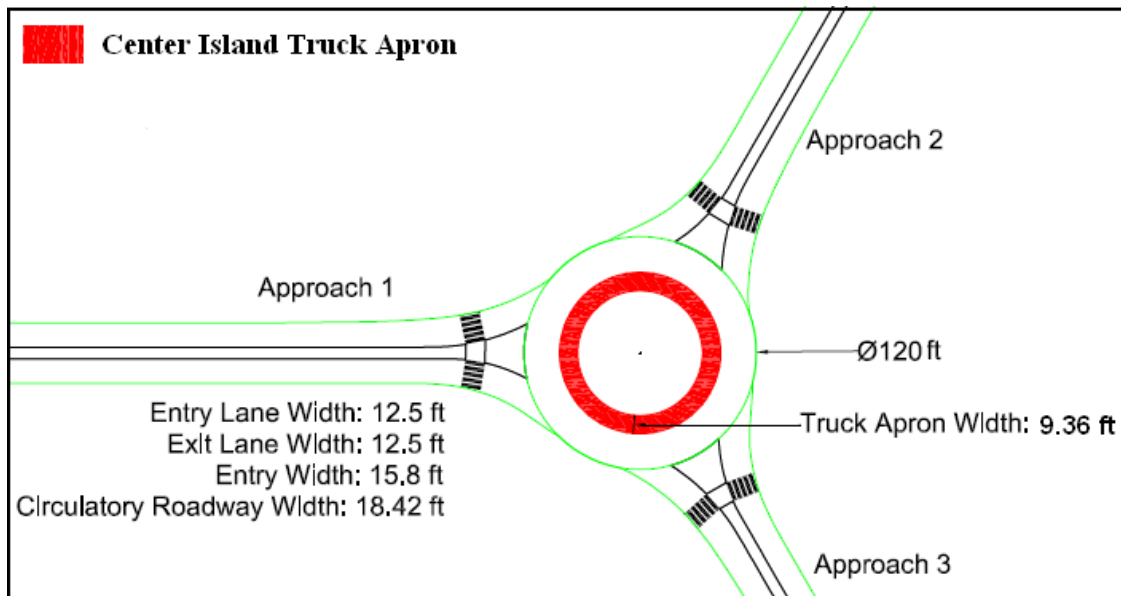 Center Island Truck Apron
Approach 2
Approach 1
Ø120 ft
Entry Lane Width: 12.5 ft
Exit Lane Width: 12.5 ft
Entry Width: 15.8 ft
Circulatory Roadway Width: 18.42 ft
Truck Apron Width: 9.36 ft
Approach 3